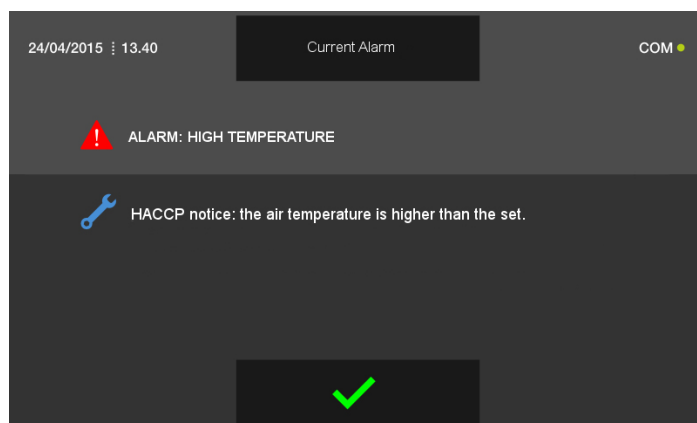 24/04/2015 13.40
Current Alarm
COM
ALARM: HIGH TEMPERATURE
HACCP notice: the air temperature is higher than the set.